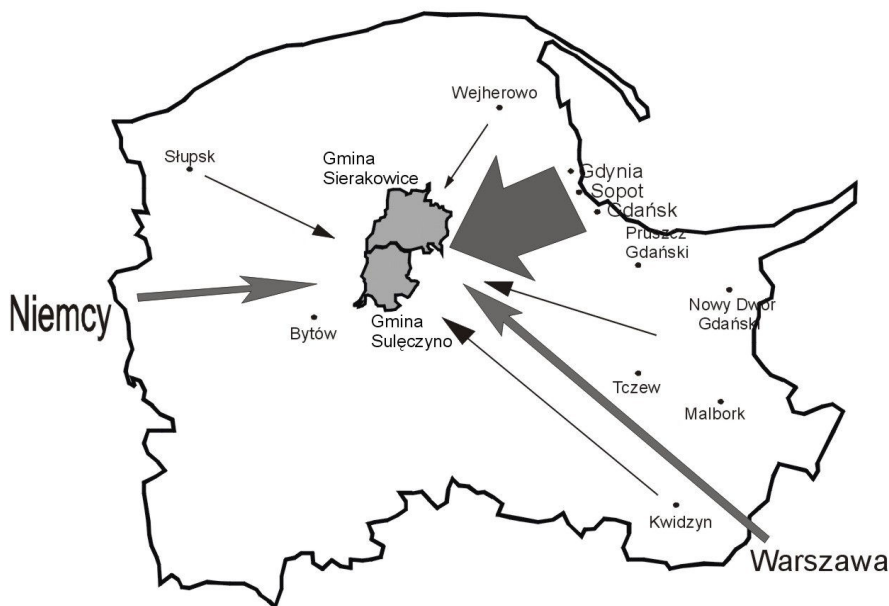 Wejherowo
Słupsk
Gmina
Sierakowice
Gdynia
Sopot
Gdańsk
Pruszcz
Gdański
Niemcy
Nowy Dwór
Gdański
Bytów
Gmina
Sulęczyno
Tczew
Malbork
Kwidzyn
Warszawa